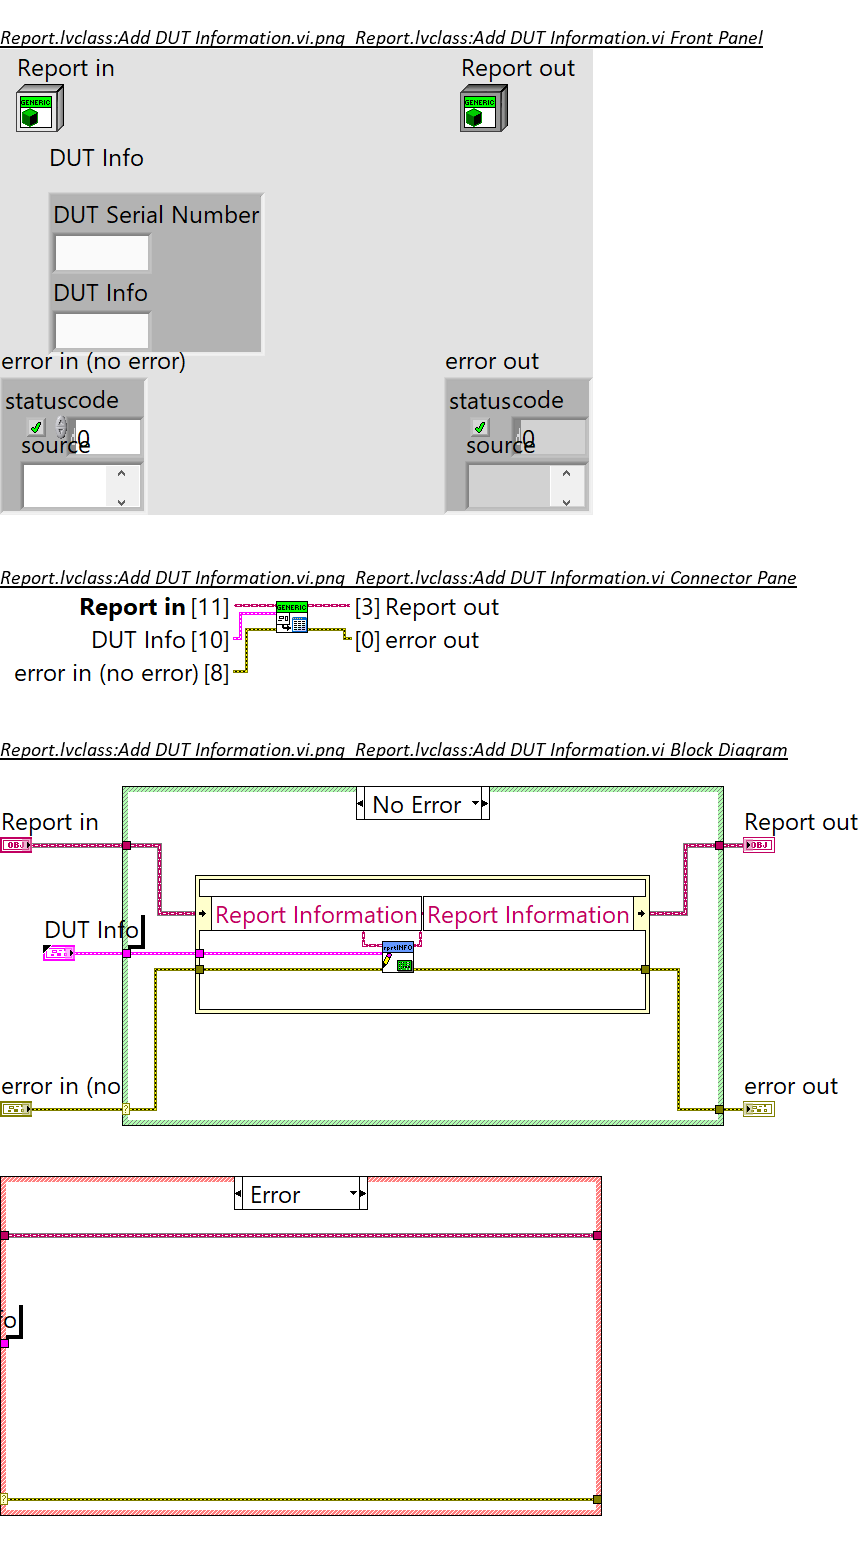 Report.lvclass:Add DUT Information.vi.png Report.lvclass:Add DUT Information.vi Front Panel
Report in
Report out
GENERIC
GENERIC
DUT Info
DUT Serial Number
DUT Info
error in (no error)
error out
status code
status code
0
0
source
source
Report.lvclass:Add DUT Information.vi.png Report.lvclass:Add DUT Information.vi Connector Pane
Report in [11]
GENERIC
[3] Report out
DUT Info [10]
[0] error out
error in (no error) [8]
Report.lvclass:Add DUT Information.vi.png Report.lvclass:Add DUT Information.vi Block Diagram
No Error
Report in
Report out
OBJ
OBJ
Report Information
Report Information
DUT Info
rprtINFO
error in (no
error out
?
Error
fo
?